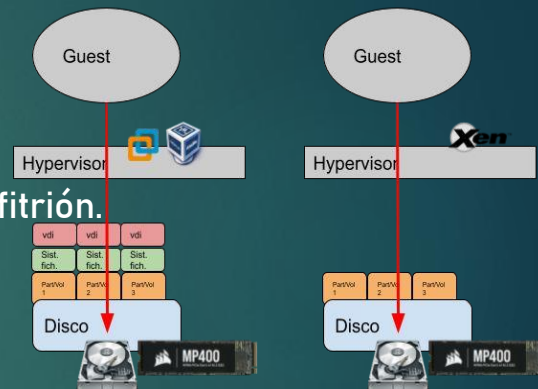 Guest
Guest
Xen
Hypervisor
Hypervisor
fitrión.
vdi vdi vdi
Sist. fich. Sist. fich. Sist. fich.
Part/Vol 1 Part/Vol 2 Part/Vol 3
Part/Vol 1 Part/Vol 2 Part/Vol 3
Disco
Disco
MP400
MP400